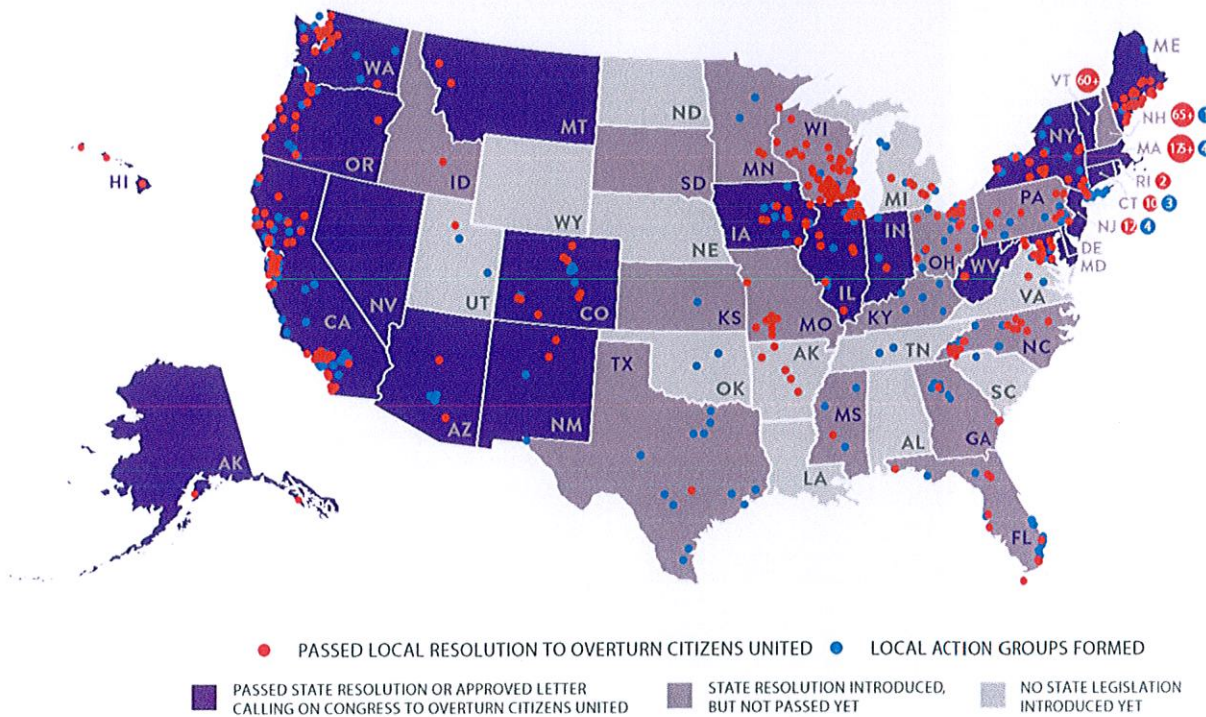 WA
MT
ND
OR
ID
SD
MN
WI
MI
WY
NE
IA
NV
UT
CO
KS
MO
IL
IN
OH
KY
WV
PA
NY
ME
VT 60+
NH 65+
MA 175+
RI 2
CT 10 3
NJ 12 4
DE
MD
VA
NC
TN
SC
GA
AL
MS
AK
LA
OK
TX
NM
AZ
CA
HI
AK
FL
PASSED LOCAL RESOLUTION TO OVERTURN CITIZENS UNITED
LOCAL ACTION GROUPS FORMED
PASSED STATE RESOLUTION OR APPROVED LETTER
CALLING ON CONGRESS TO OVERTURN CITIZENS UNITED
STATE RESOLUTION INTRODUCED,
BUT NOT PASSED YET
NO STATE LEGISLATION
INTRODUCED YET